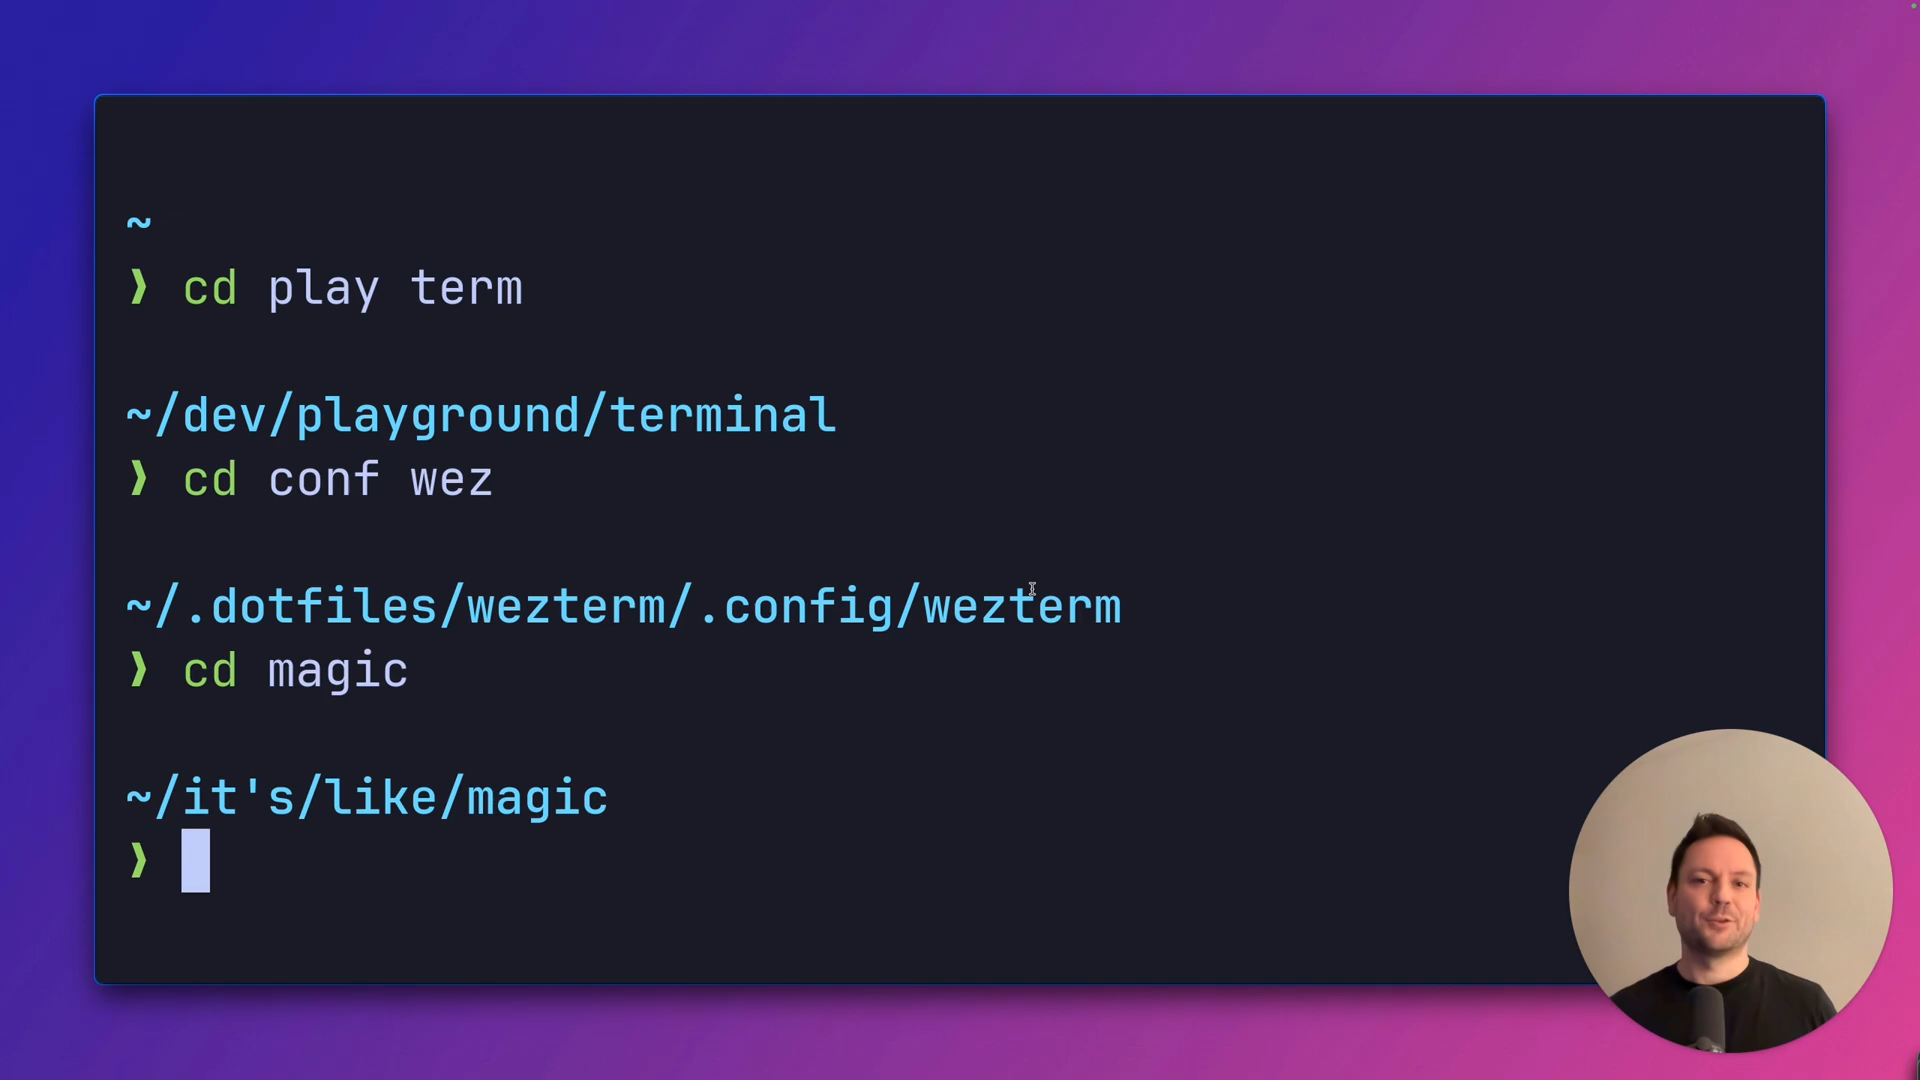 ~
❯ cd play term
~/dev/playground/terminal
❯ cd conf wez
~/.dotfiles/wezterm/.config/wezterm
❯ cd magic
~/it's/like/magic
❯